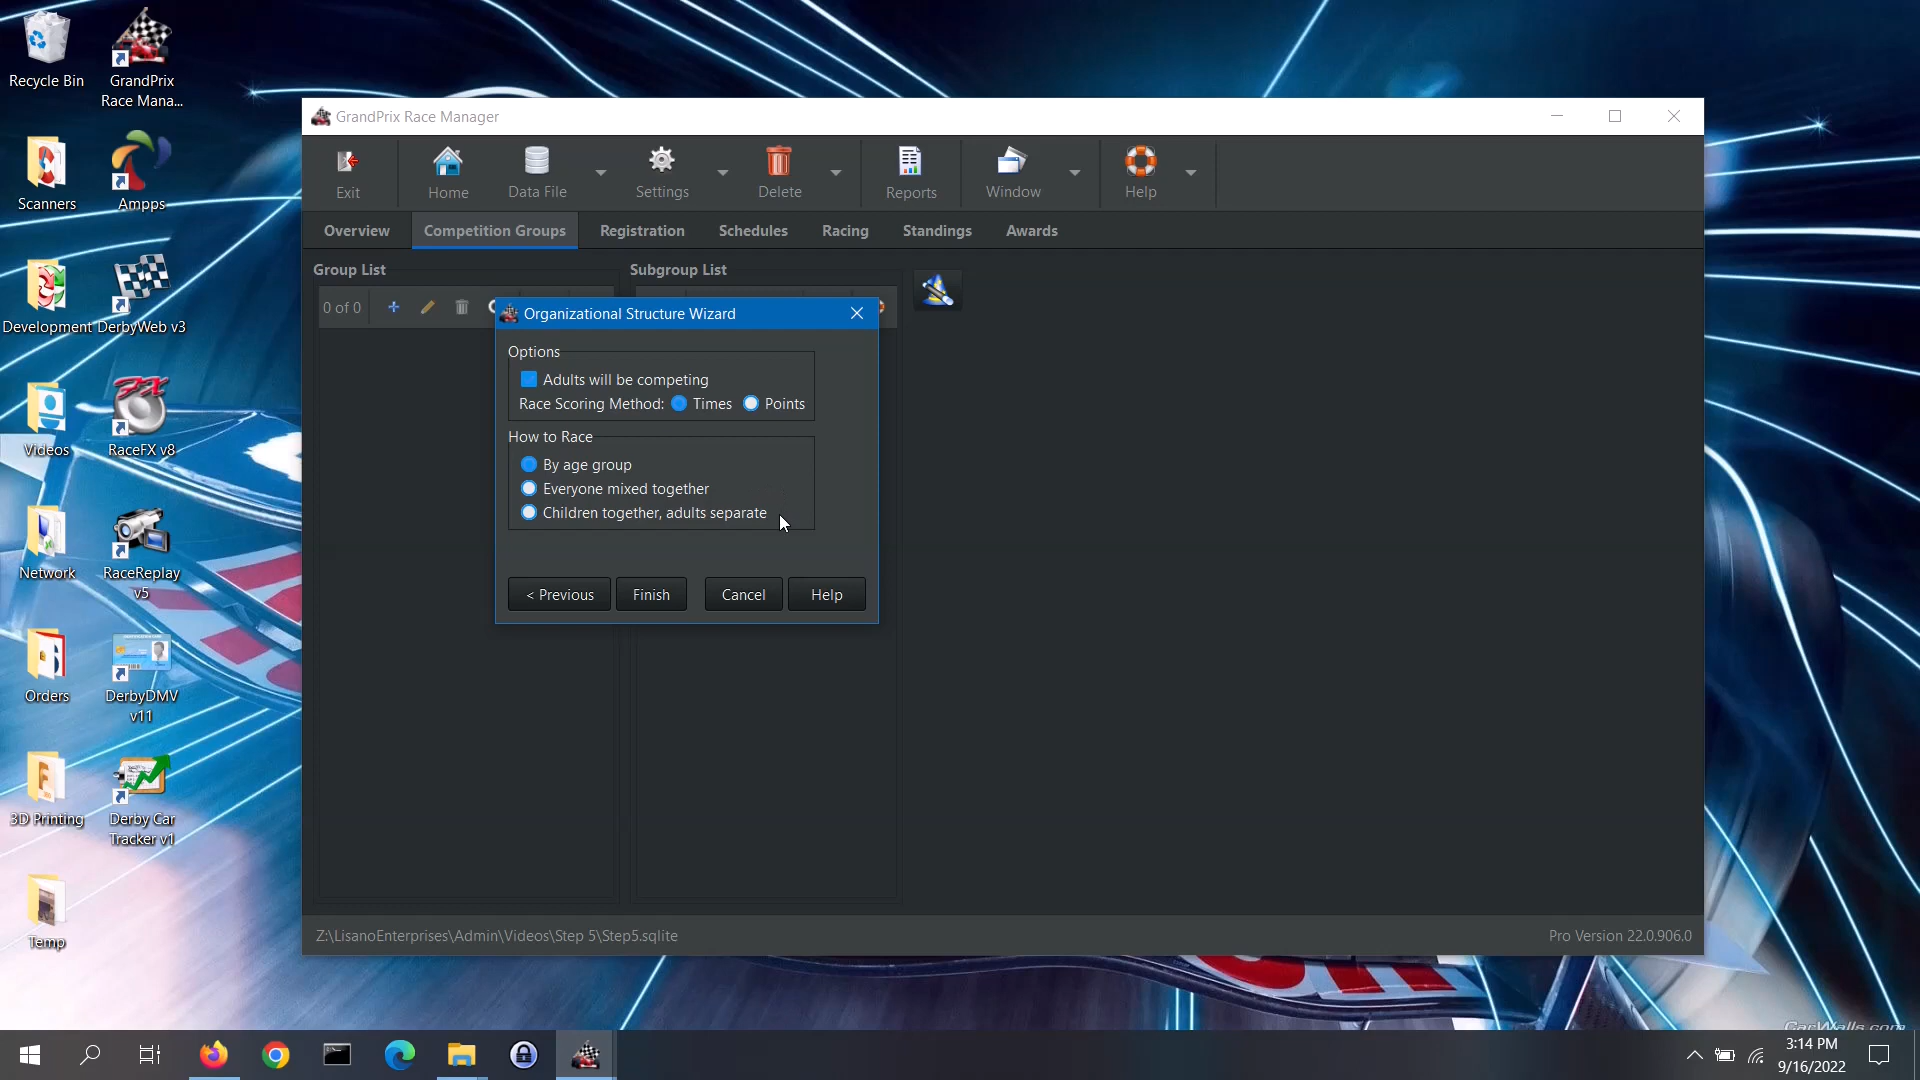 Recycle Bin
GrandPrix
Race Mana...
Scanners
Ampps
Development
DerbyWeb v3
Videos
RaceFX v8
Network
RaceReplay
v5
Orders
DerbyDMV
v11
3D Printing
Derby Car
Tracker v1
Temp
GrandPrix Race Manager
Exit
Home
Data File
Settings
Delete
Reports
Window
Help
Overview
Competition Groups
Registration
Schedules
Racing
Standings
Awards
Group List
Subgroup List
0 of 0
Organizational Structure Wizard
Options
Adults will be competing
Race Scoring Method: Times Points
How to Race
By age group
Everyone mixed together
Children together, adults separate
< Previous
Finish
Cancel
Help
Z:\LisanoEnterprises\Admin\Videos\Step 5\Step5.sqlite
Pro Version 22.0.906.0
CarWalls.com
3:14 PM
9/16/2022